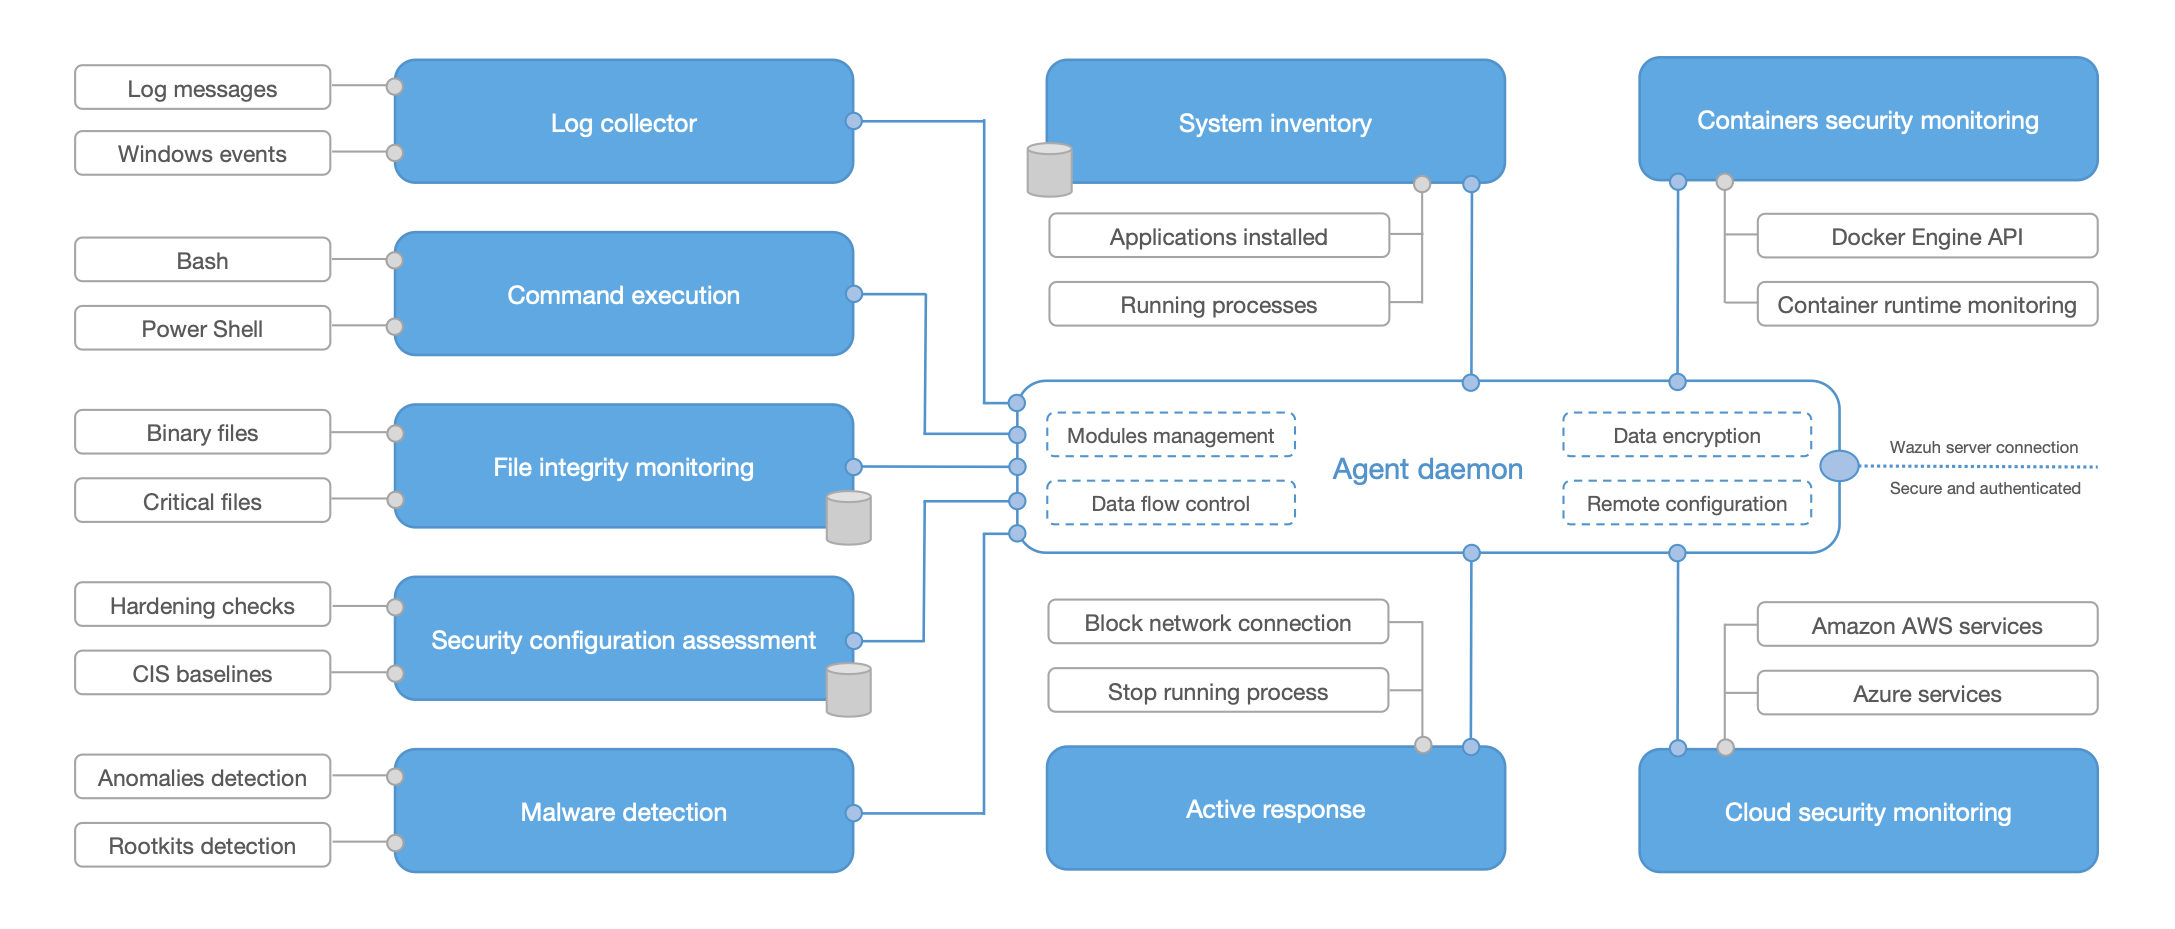 Log messages
Windows events
Log collector
Bash
Power Shell
Command execution
Binary files
Critical files
File integrity monitoring
Hardening checks
CIS baselines
Security configuration assessment
Anomalies detection
Rootkits detection
Malware detection
System inventory
Applications installed
Running processes
Containers security monitoring
Docker Engine API
Container runtime monitoring
Modules management
Data flow control
Agent daemon
Data encryption
Remote configuration
Wazuh server connection
Secure and authenticated
Block network connection
Stop running process
Active response
Amazon AWS services
Azure services
Cloud security monitoring